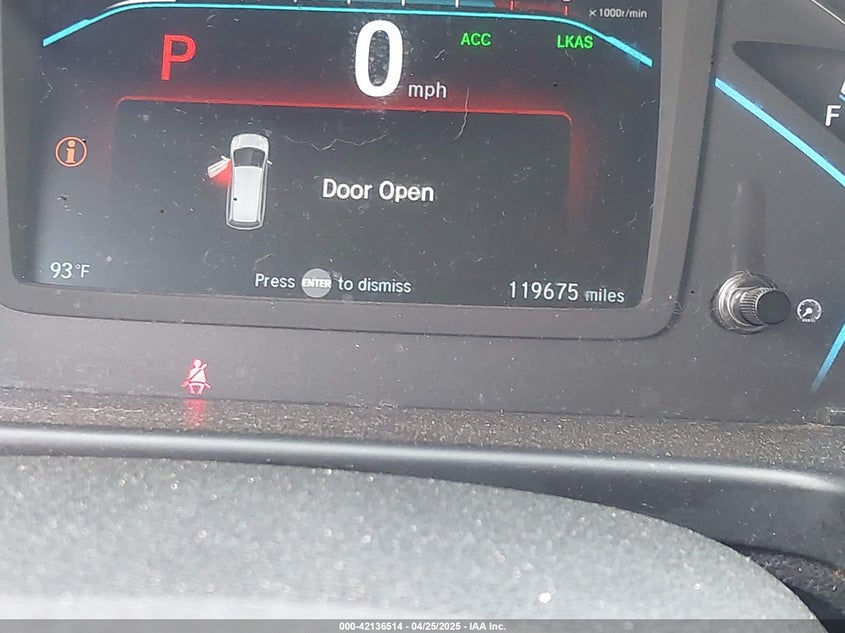 ×1000r/min
P
0 mph
ACC
LKAS
i
Door Open
F
93°F
Press ENTER to dismiss
119675 miles
000-42136514 - 04/25/2025 - IAA Inc.